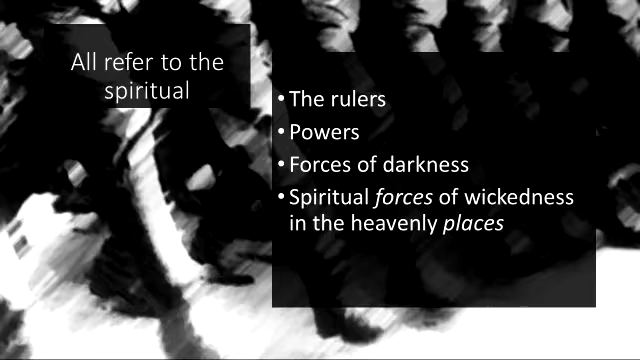 All refer to the
spiritual
• The rulers
• Powers
• Forces of darkness
• Spiritual forces of wickedness
in the heavenly places